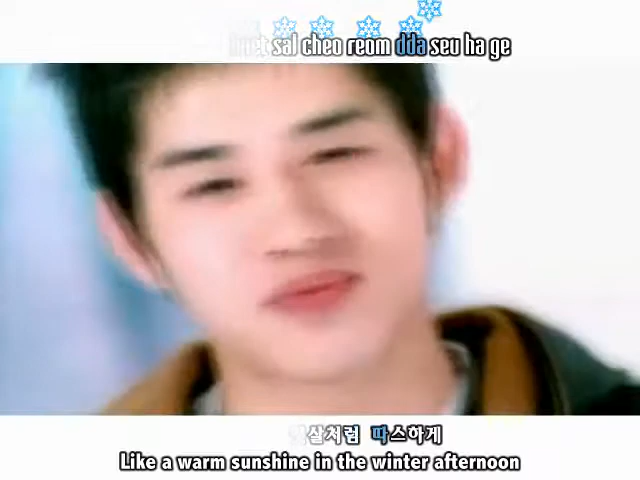 sal cheo reom dda seu ha ge
살처럼 따스하게
Like a warm sunshine in the winter afternoon